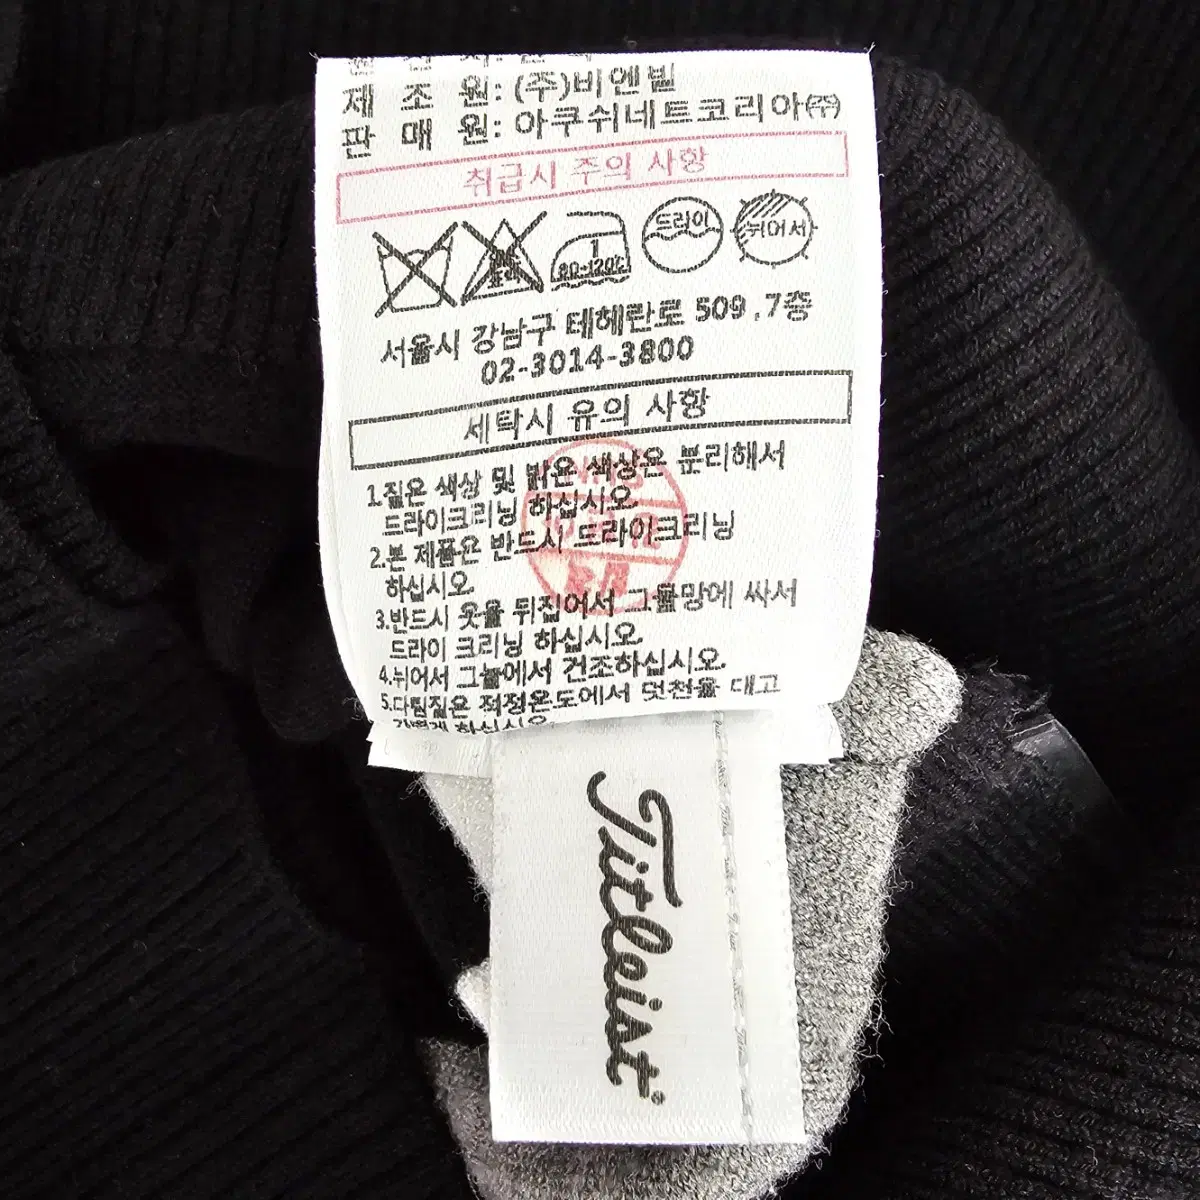 제 조 원: (주)비엔빌
판 매 원: 아쿠쉬네트코리아㈜
취급시 주의 사항
1 80-120℃ 드라이 뉘어서
서울시 강남구 테헤란로 509 , 7층
02-3014-3800
세탁시 유의 사항
1.짙은 색상 및 밝은 색상은 분리해서
드라이크리닝 하십시오.
2.본 제품은 반드시 드라이크리닝
하십시오.
3.반드시 옷을 뒤집어서 그물망에 싸서
드라이 크리닝 하십시오.
4.뉘어서 그늘에서 건조하십시오.
5.다림질은 적정온도에서 덧천을 대고
하십시오.
Titleist®